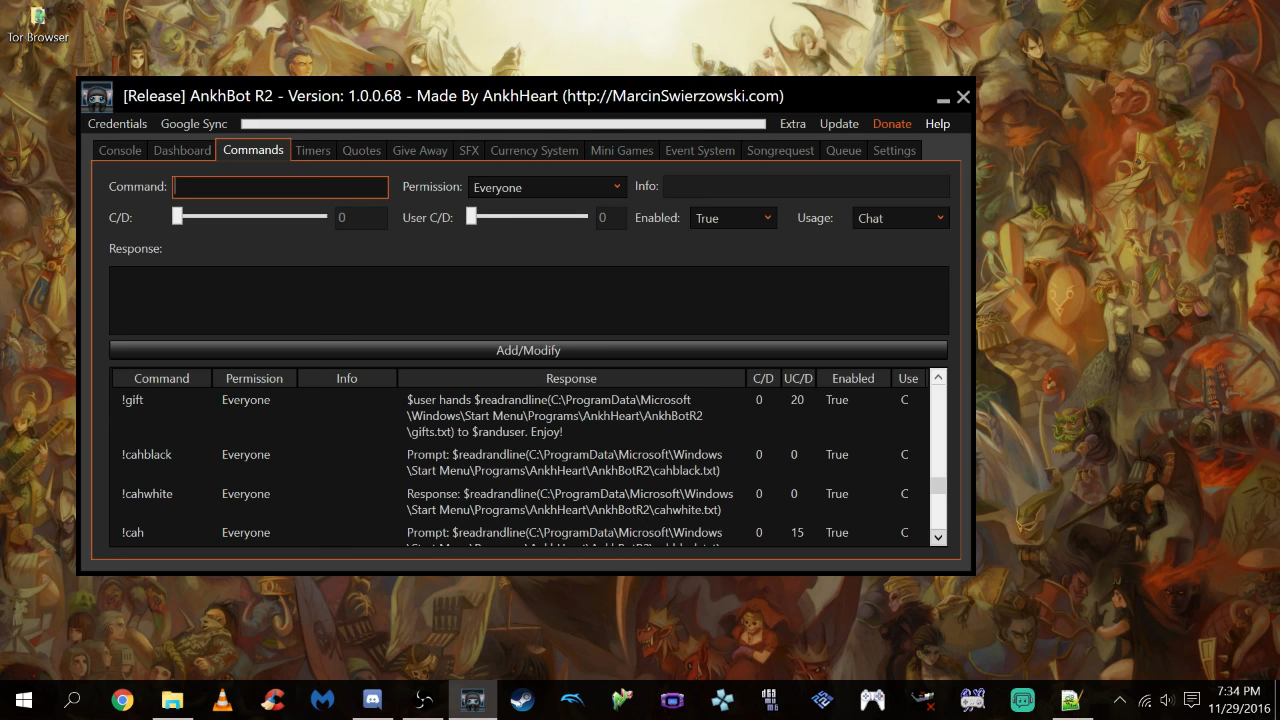 Tor Browser
[Release] AnkhBot R2 - Version: 1.0.0.68 - Made By AnkhHeart (http://MarcinSwierzowski.com)
Credentials Google Sync Extra Update Donate Help
Console Dashboard Commands Timers Quotes Give Away SFX Currency System Mini Games Event System Songrequest Queue Settings
Command: Permission: Everyone Info:
C/D: 0 User C/D: 0 Enabled: True Usage: Chat
Response:
Add/Modify
Command Permission Info Response C/D UC/D Enabled Use
!gift Everyone $user hands $readrandline(C:\ProgramData\Microsoft 0 20 True C
\Windows\Start Menu\Programs\AnkhHeart\AnkhBotR2
\gifts.txt) to $randuser. Enjoy!
!cahblack Everyone Prompt: $readrandline(C:\ProgramData\Microsoft\Windows 0 0 True C
\Start Menu\Programs\AnkhHeart\AnkhBotR2\cahblack.txt)
!cahwhite Everyone Response: $readrandline(C:\ProgramData\Microsoft\Windows 0 0 True C
\Start Menu\Programs\AnkhHeart\AnkhBotR2\cahwhite.txt)
!cah Everyone Prompt: $readrandline(C:\ProgramData\Microsoft\Windows 0 15 True C
7:34 PM
11/29/2016